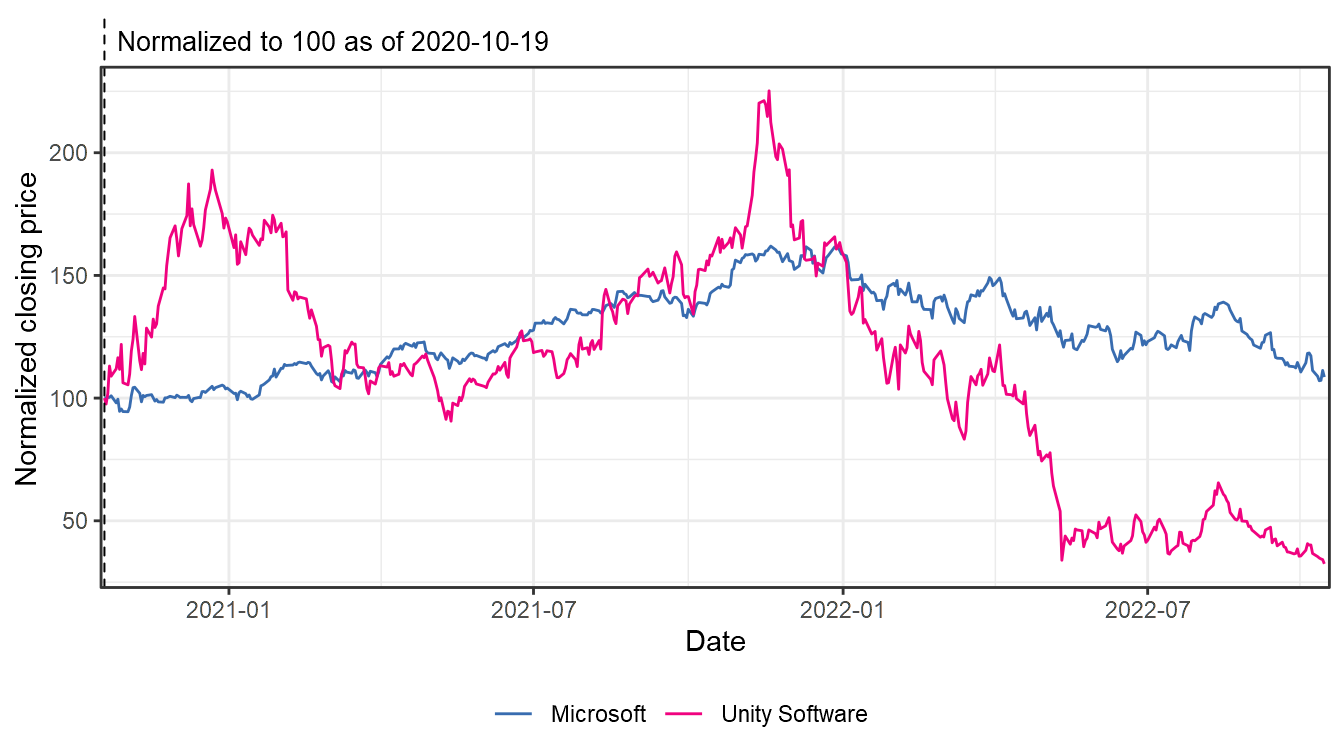 Normalized to 100 as of 2020-10-19
Normalized closing price
200
150
100
50
2021-01 2021-07 2022-01 2022-07
Date
Microsoft Unity Software